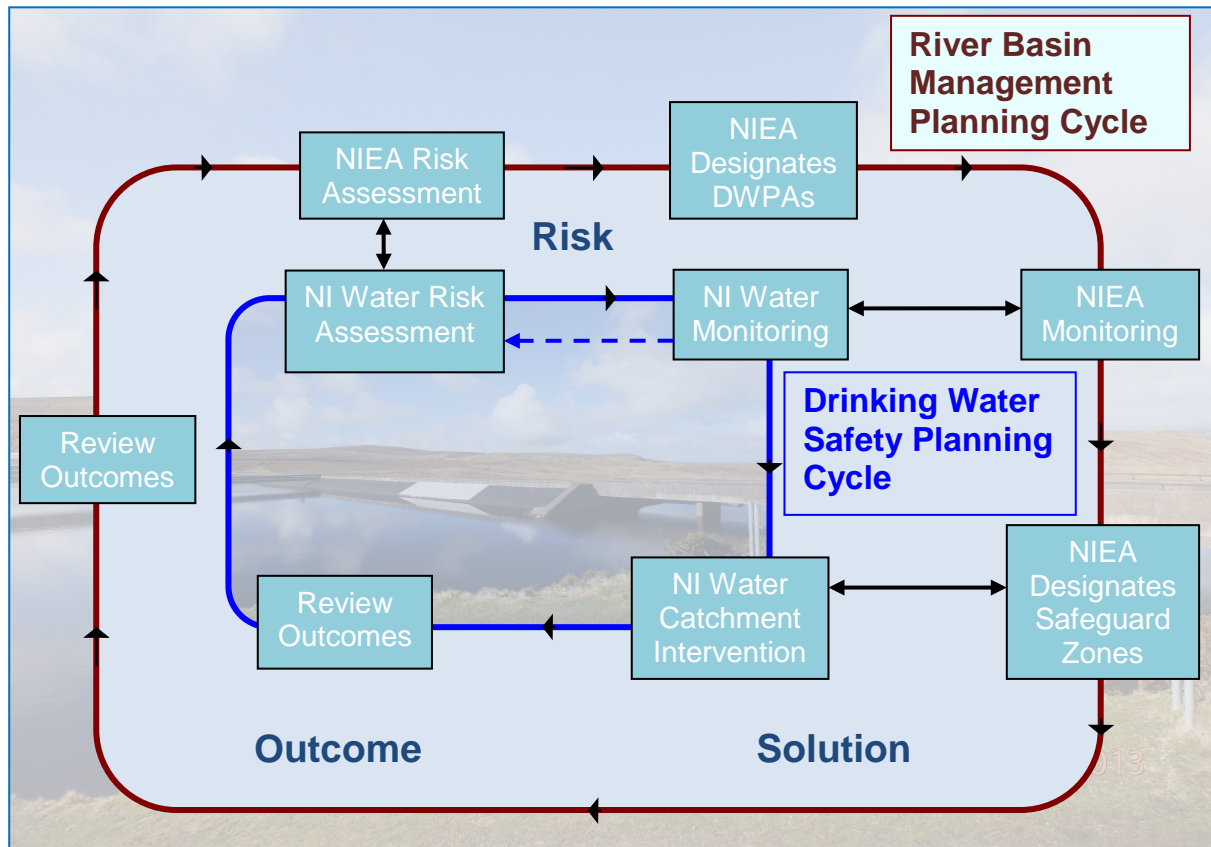 River Basin
Management
Planning Cycle
NIEA Risk
Assessment
NIEA
Designates
DWPAs
Risk
NI Water Risk
Assessment
NI Water
Monitoring
NIEA
Monitoring
Drinking Water
Safety Planning
Cycle
Review
Outcomes
Review
Outcomes
NI Water
Catchment
Intervention
NIEA
Designates
Safeguard
Zones
Outcome
Solution
013